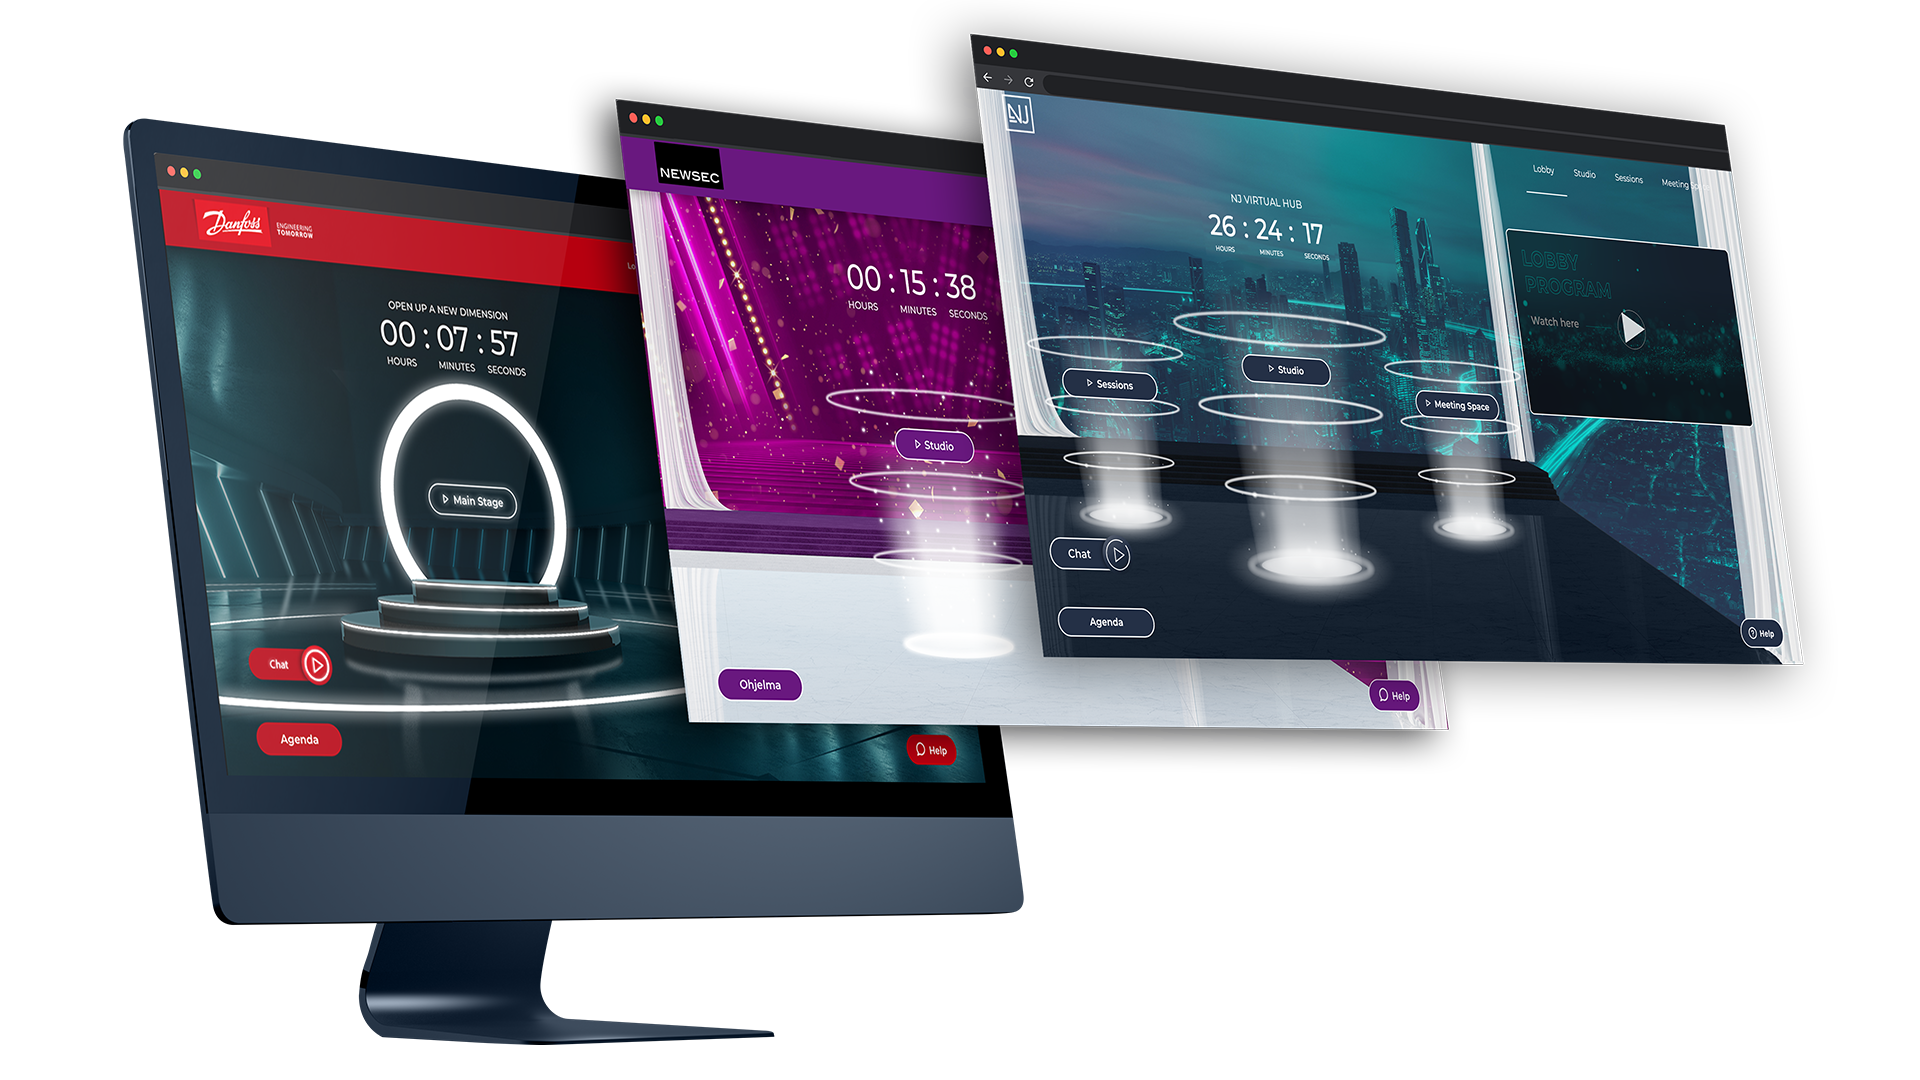 Danfoss
ENGINEERING
TOMORROW
Lo
OPEN UP A NEW DIMENSION
00 : 07 : 57
HOURS MINUTES SECONDS
Main Stage
Chat
Agenda
Help
NEWSEC
00 : 15 : 38
HOURS MINUTES SECONDS
Studio
Ohjelma
Help
NJ
Lobby Studio Sessions Meeting Sp
NJ VIRTUAL HUB
26 : 24 : 17
HOURS MINUTES SECONDS
LOBBY
PROGRAM
Watch here
Sessions
Studio
Meeting Space
Chat
Agenda
Help